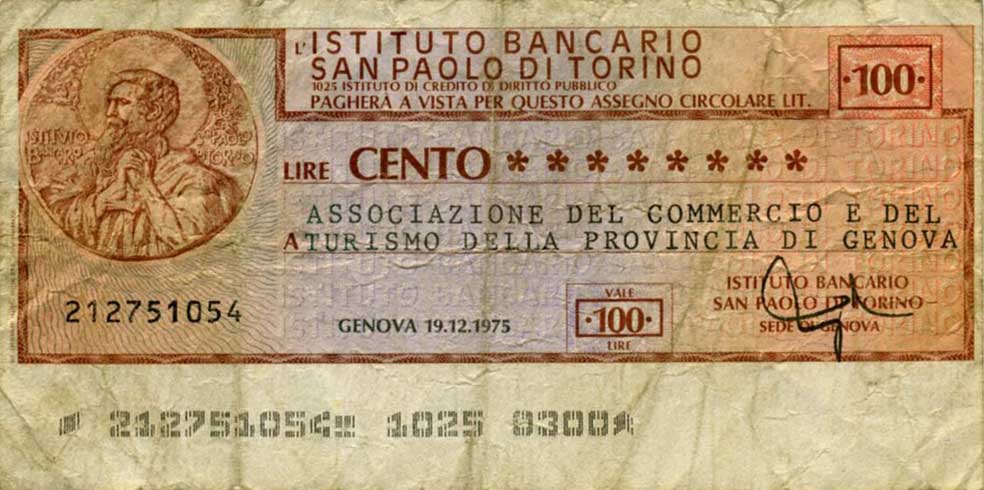 L'ISTITUTO BANCARIO
SAN PAOLO DI TORINO
1025 ISTITUTO DI CREDITO DI DIRITTO PUBBLICO
PAGHERÀ A VISTA PER QUESTO ASSEGNO CIRCOLARE LIT.
·100·
ISTITUTO BANCARIO
S. PAOLO TORINO
LIRE CENTO * * * * * * * *
ASSOCIAZIONE DEL COMMERCIO E DEL
A TURISMO DELLA PROVINCIA DI GENOVA
212751054
GENOVA 19.12.1975
VALE
·100·
LIRE
ISTITUTO BANCARIO
SAN PAOLO DI TORINO
SEDE DI GENOVA
212751054 1025 8300